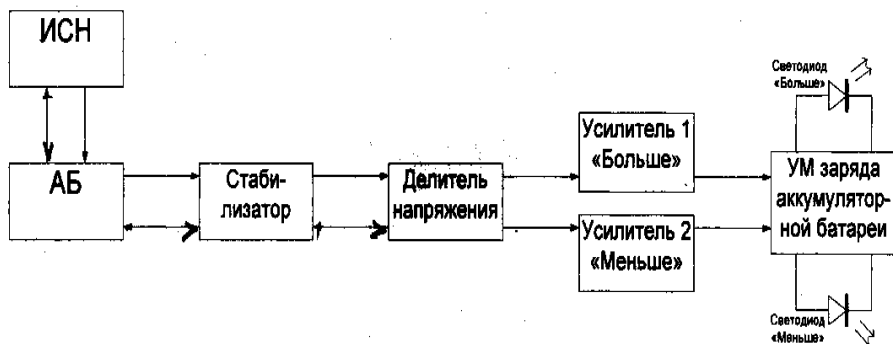 ИСН
АБ
Стаби-
лизатор
Делитель
напряжения
Усилитель 1
«Больше»
Усилитель 2
«Меньше»
Светодиод
«Больше»
УМ заряда
аккумулятор-
ной батареи
Светодиод
«Меньше»